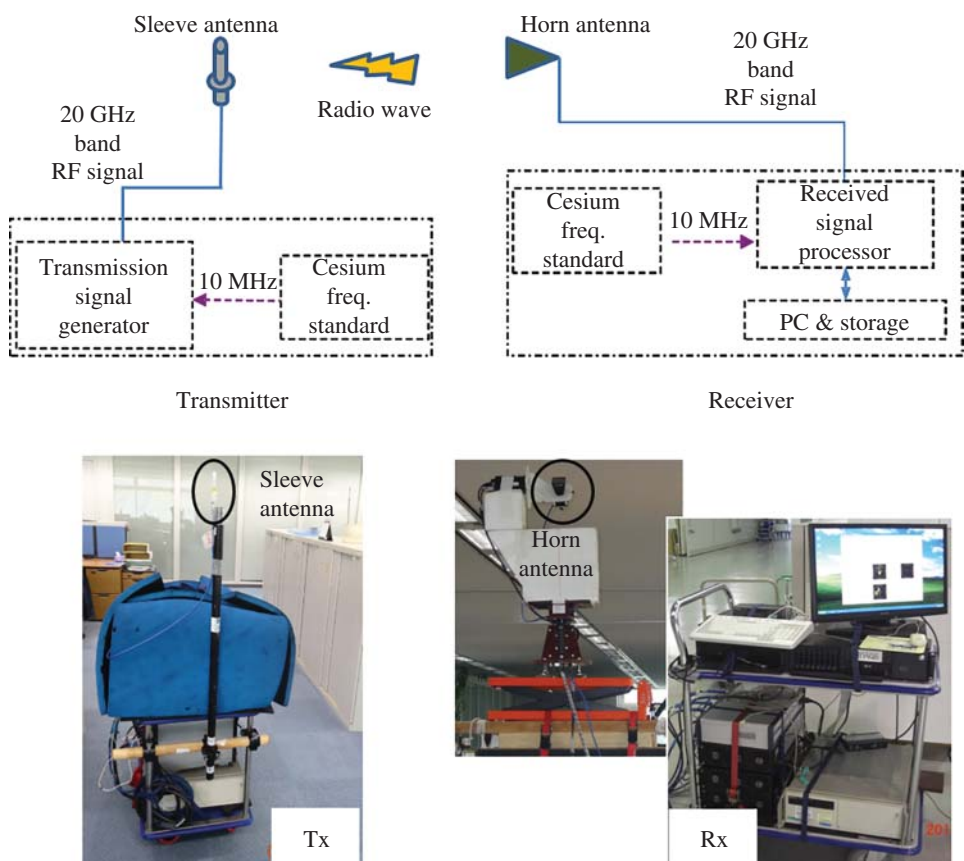 Sleeve antenna
Horn antenna
20 GHz
band
RF signal
Radio wave
20 GHz
band
RF signal
Transmission
signal
generator
10 MHz
Cesium
freq.
standard
Cesium
freq.
standard
10 MHz
Received
signal
processor
PC & storage
Transmitter
Receiver
Sleeve
antenna
Horn
antenna
Tx
Rx
201